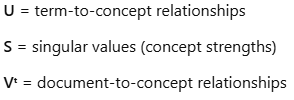 U = term-to-concept relationships
S = singular values (concept strengths)
Vᵗ = document-to-concept relationships